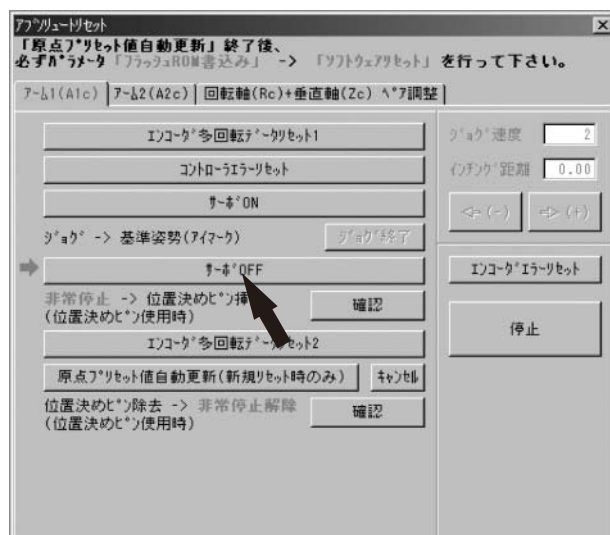 アブソリュートリセット
「原点プリセット値自動更新」終了後、
必ずパラメータ「フラッシュROM書込み」 -> 「ソフトウェアリセット」を行って下さい。
アーム1(A1c) アーム2(A2c) 回転軸(Rc)+垂直軸(Zc) ペア調整
エンコーダ多回転データリセット1
コントローラエラーリセット
サーボON
ジョグ -> 基準姿勢(アイマーク) ジョグ終了
サーボOFF
非常停止 -> 位置決めピン挿
(位置決めピン使用時)
確認
エンコーダ多回転データリセット2
原点プリセット値自動更新(新規リセット時のみ) キャンセル
位置決めピン除去 -> 非常停止解除
(位置決めピン使用時)
確認
ジョグ速度 2
インチング距離 0.00
(-) (+)
エンコーダエラーリセット
停止